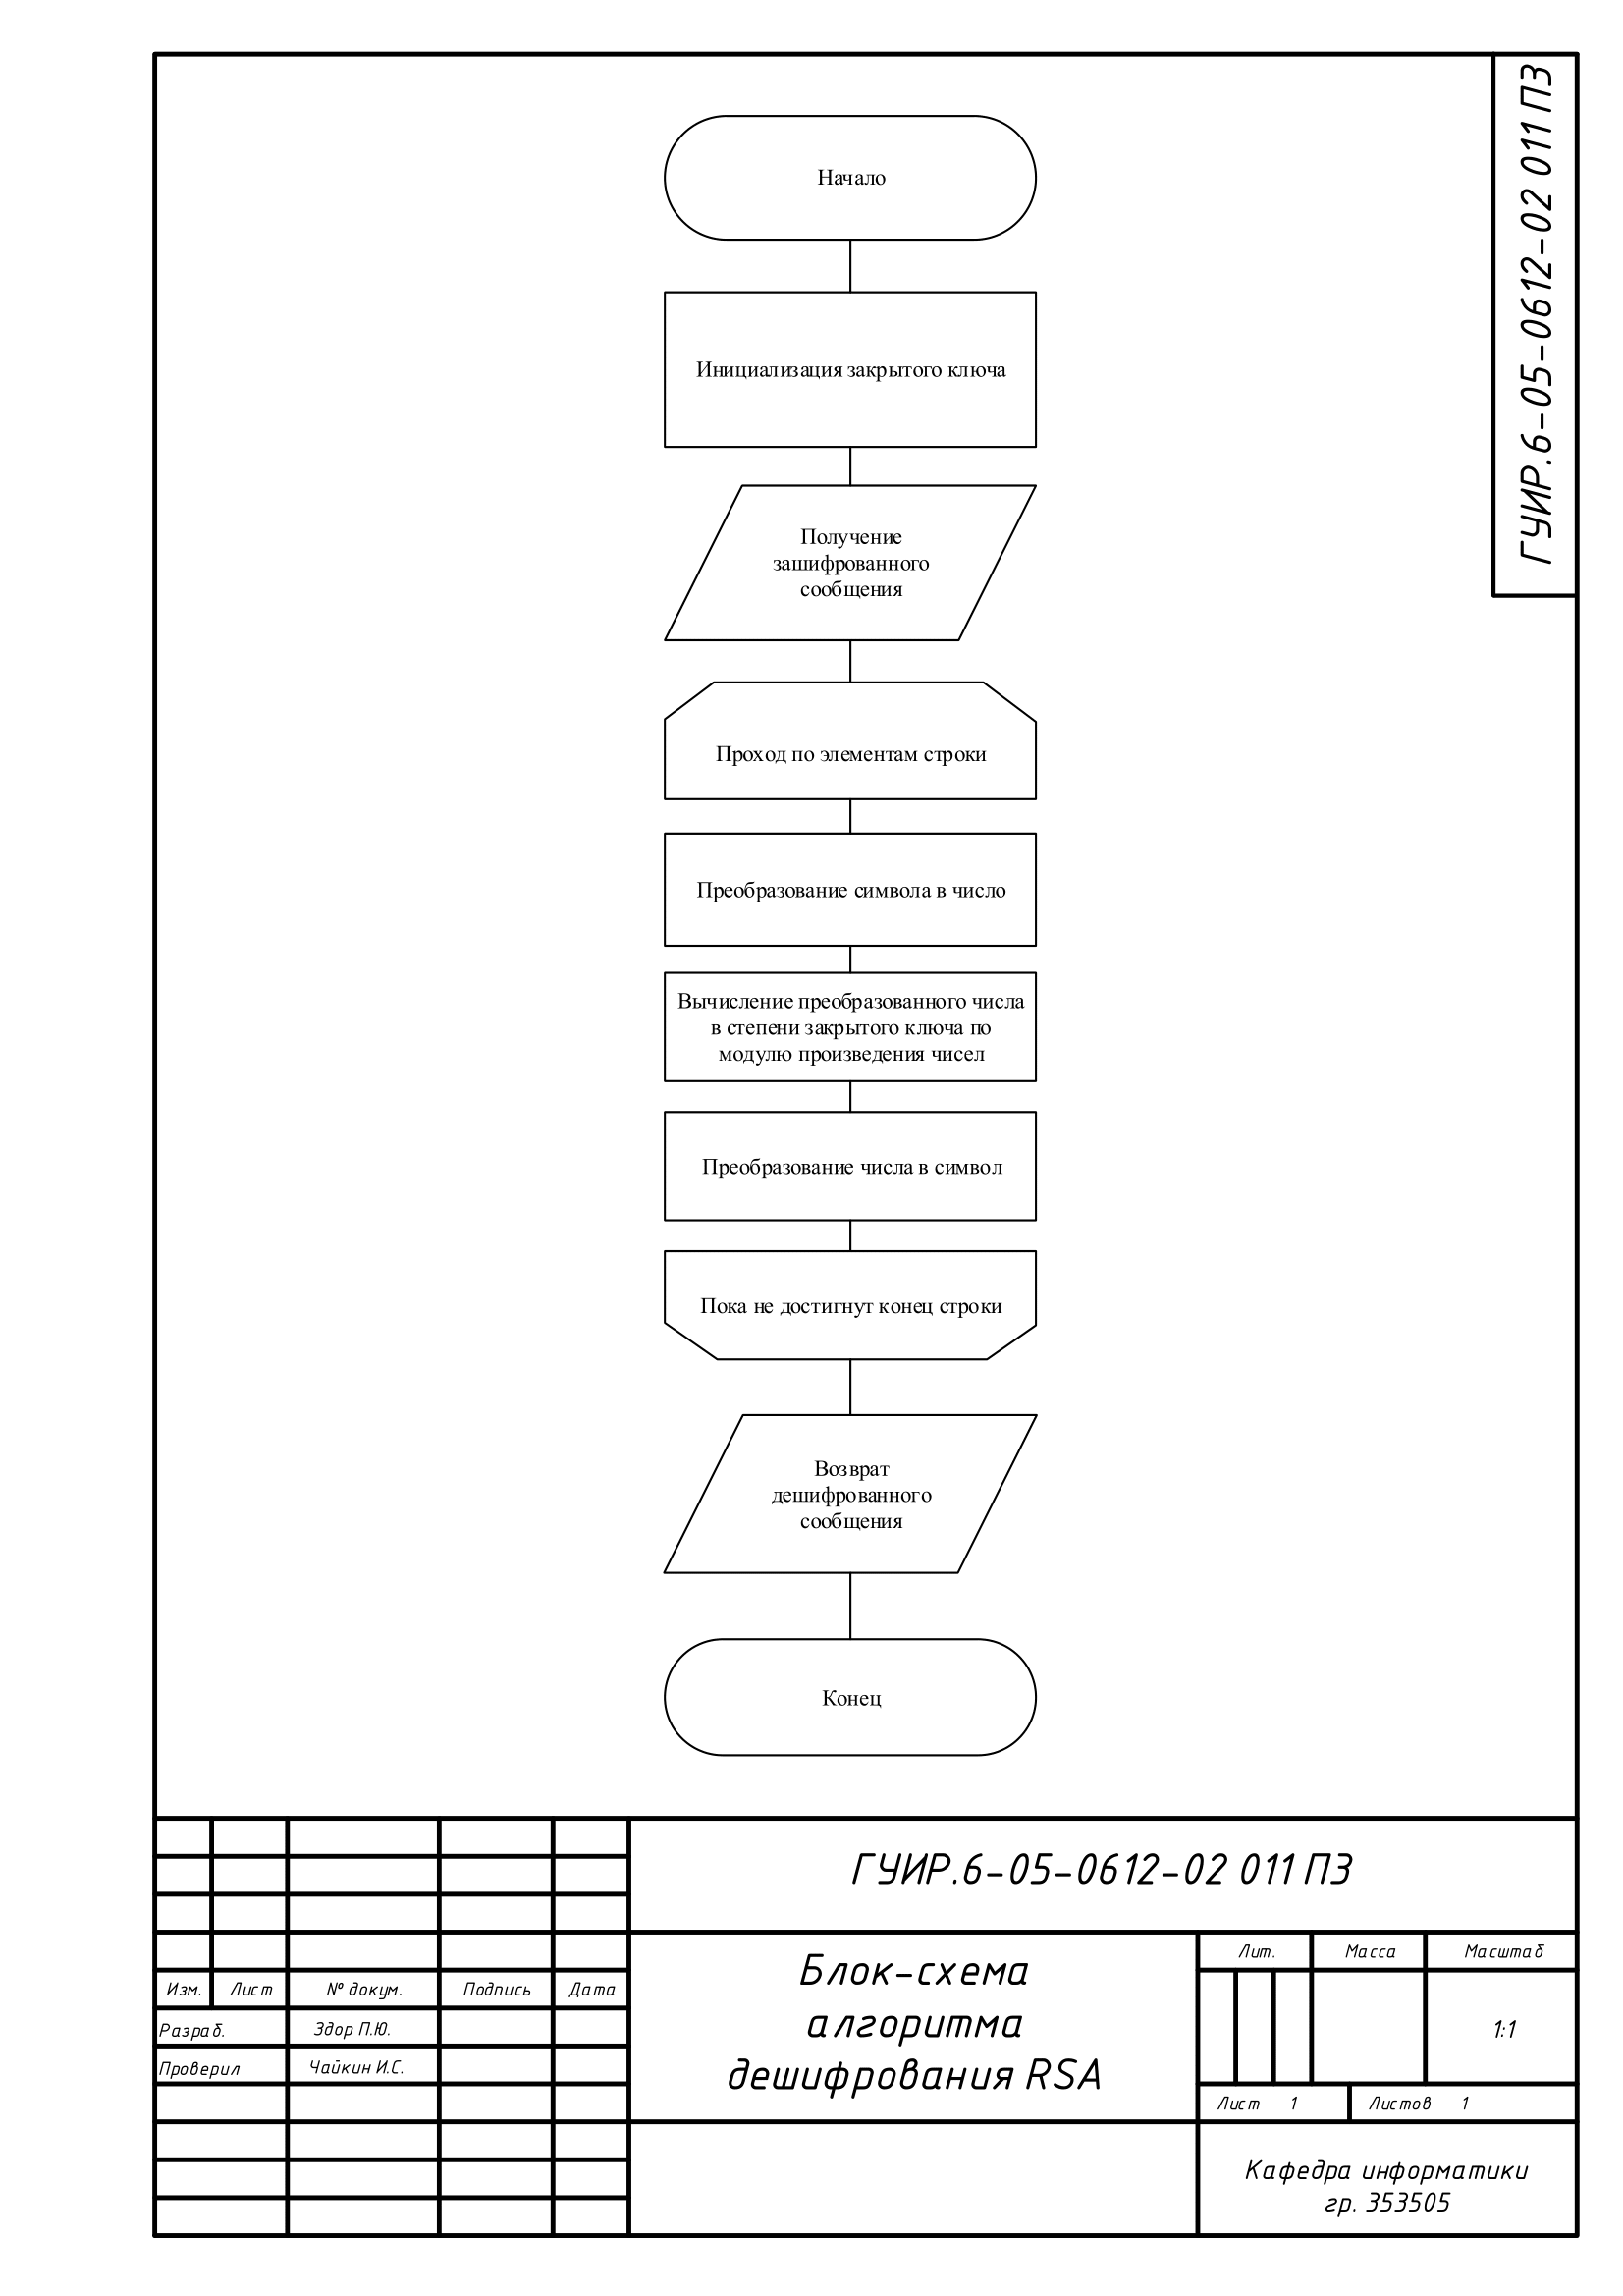 ГУИР.6-05-0612-02 011 ПЗ
Начало
Инициализация закрытого ключа
Получение
зашифрованного
сообщения
Проход по элементам строки
Преобразование символа в число
Вычисление преобразованного числа
в степени закрытого ключа по
модулю произведения чисел
Преобразование числа в символ
Пока не достигнут конец строки
Возврат
дешифрованного
сообщения
Конец
ГУИР.6-05-0612-02 011 ПЗ
Изм. Лист № докум. Подпись Дата
Разраб. Здор П.Ю.
Проверил Чайкин И.С.
Блок-схема
алгоритма
дешифрования RSA
Лит. Масса Масштаб
1:1
Лист 1 Листов 1
Кафедра информатики
гр. 353505